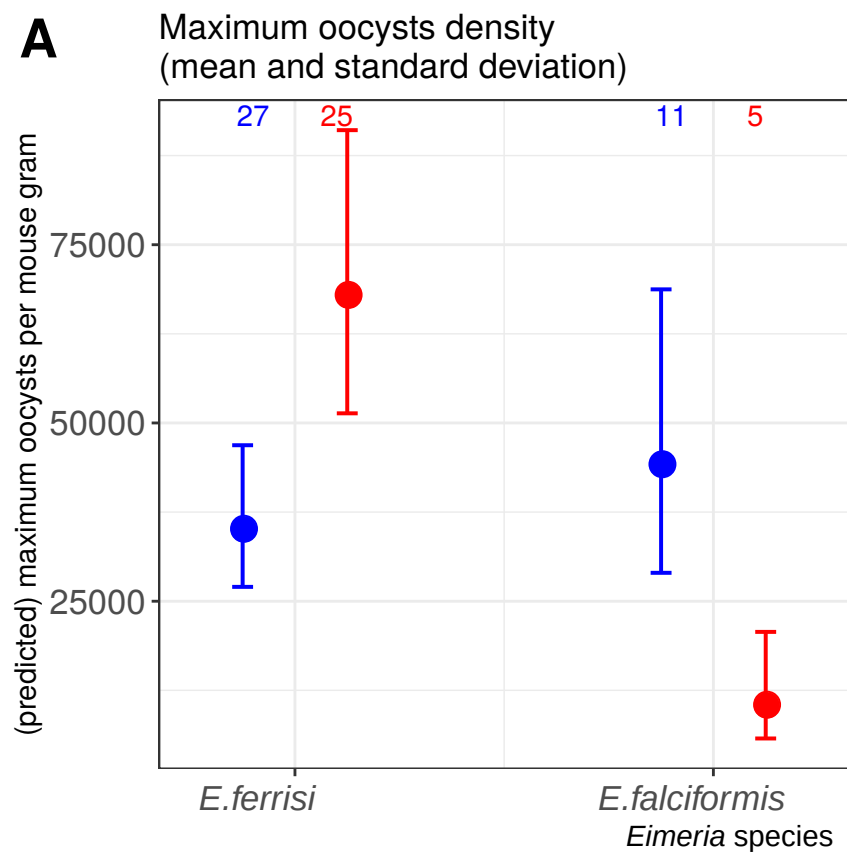 A
Maximum oocysts density
(mean and standard deviation)
(predicted) maximum oocysts per mouse gram
27 25 11 5
75000
50000
25000
E.ferrisi E.falciformis
Eimeria species